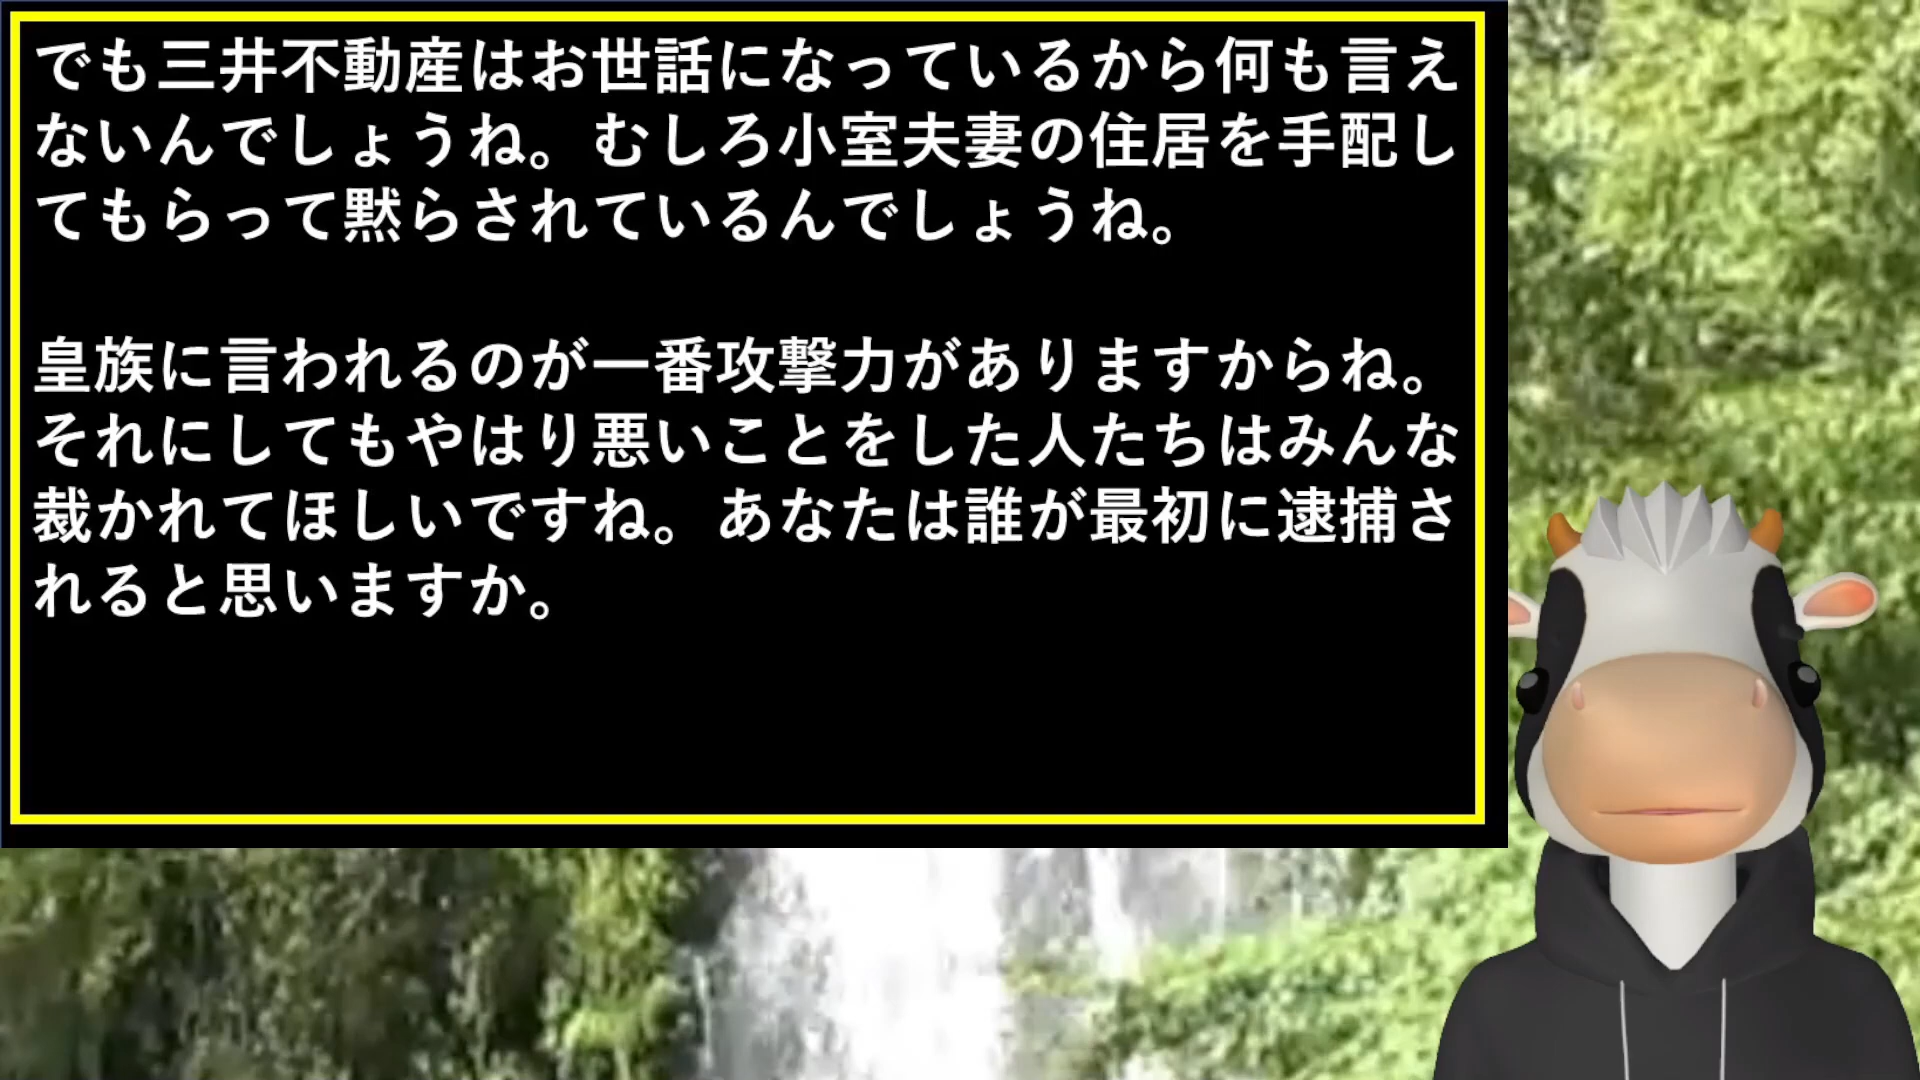 でも三井不動産はお世話になっているから何も言え
ないんでしょうね。むしろ小室夫妻の住居を手配し
てもらって黙らされているんでしょうね。
皇族に言われるのが一番攻撃力がありますからね。
それにしてもやはり悪いことをした人たちはみんな
裁かれてほしいですね。あなたは誰が最初に逮捕さ
れると思いますか。